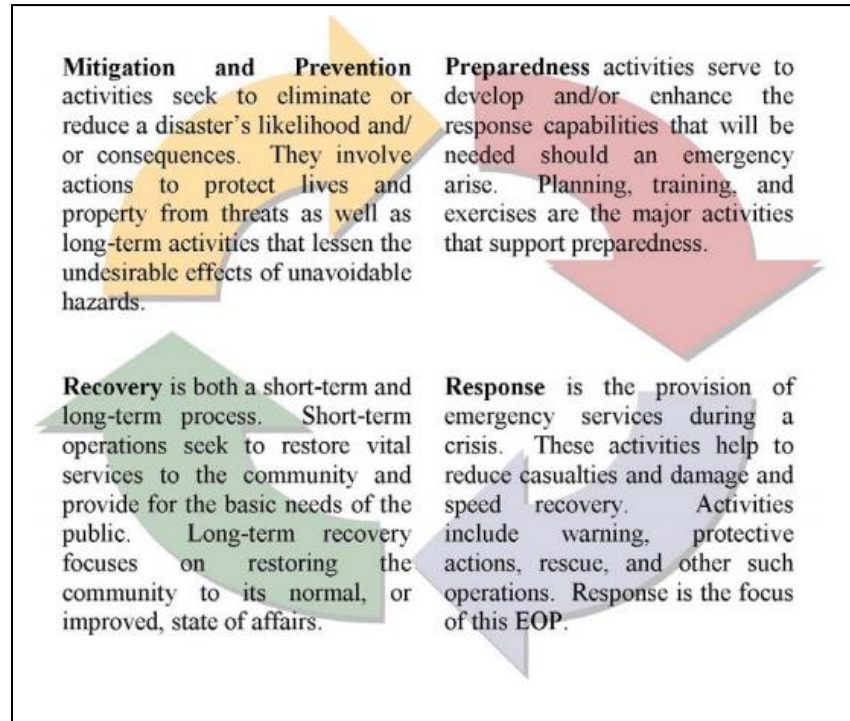 Mitigation and Prevention
activities seek to eliminate or
reduce a disaster's likelihood and/
or consequences. They involve
actions to protect lives and
property from threats as well as
long-term activities that lessen the
undesirable effects of unavoidable
hazards.
Preparedness activities serve to
develop and/or enhance the
response capabilities that will be
needed should an emergency
arise. Planning, training, and
exercises are the major activities
that support preparedness.
Recovery is both a short-term and
long-term process. Short-term
operations seek to restore vital
services to the community and
provide for the basic needs of the
public. Long-term recovery
focuses on restoring the
community to its normal, or
improved, state of affairs.
Response is the provision of
emergency services during a
crisis. These activities help to
reduce casualties and damage and
speed recovery. Activities
include warning, protective
actions, rescue, and other such
operations. Response is the focus
of this EOP.